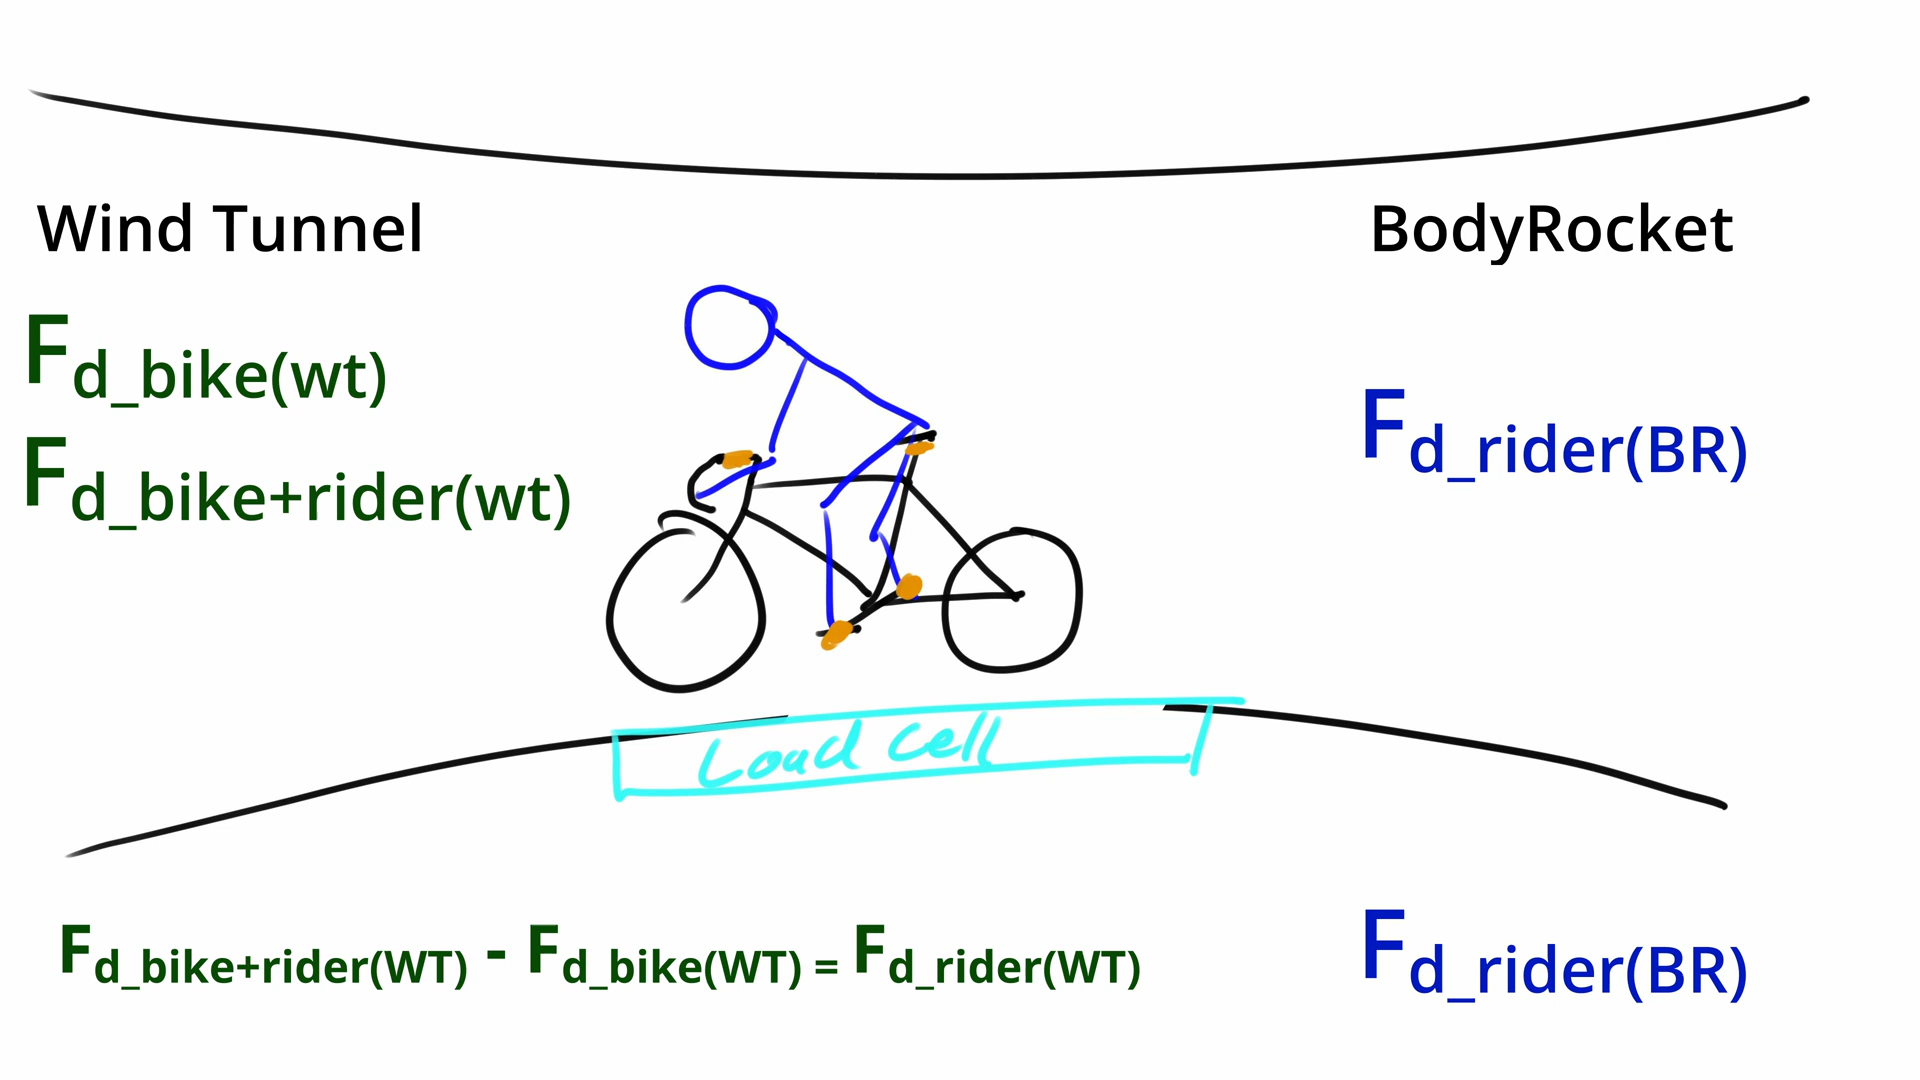 Wind Tunnel
BodyRocket
Fd_bike(wt)
Fd_rider(BR)
Fd_bike+rider(wt)
Load Cell
Fd_bike+rider(WT) - Fd_bike(WT) = Fd_rider(WT)
Fd_rider(BR)